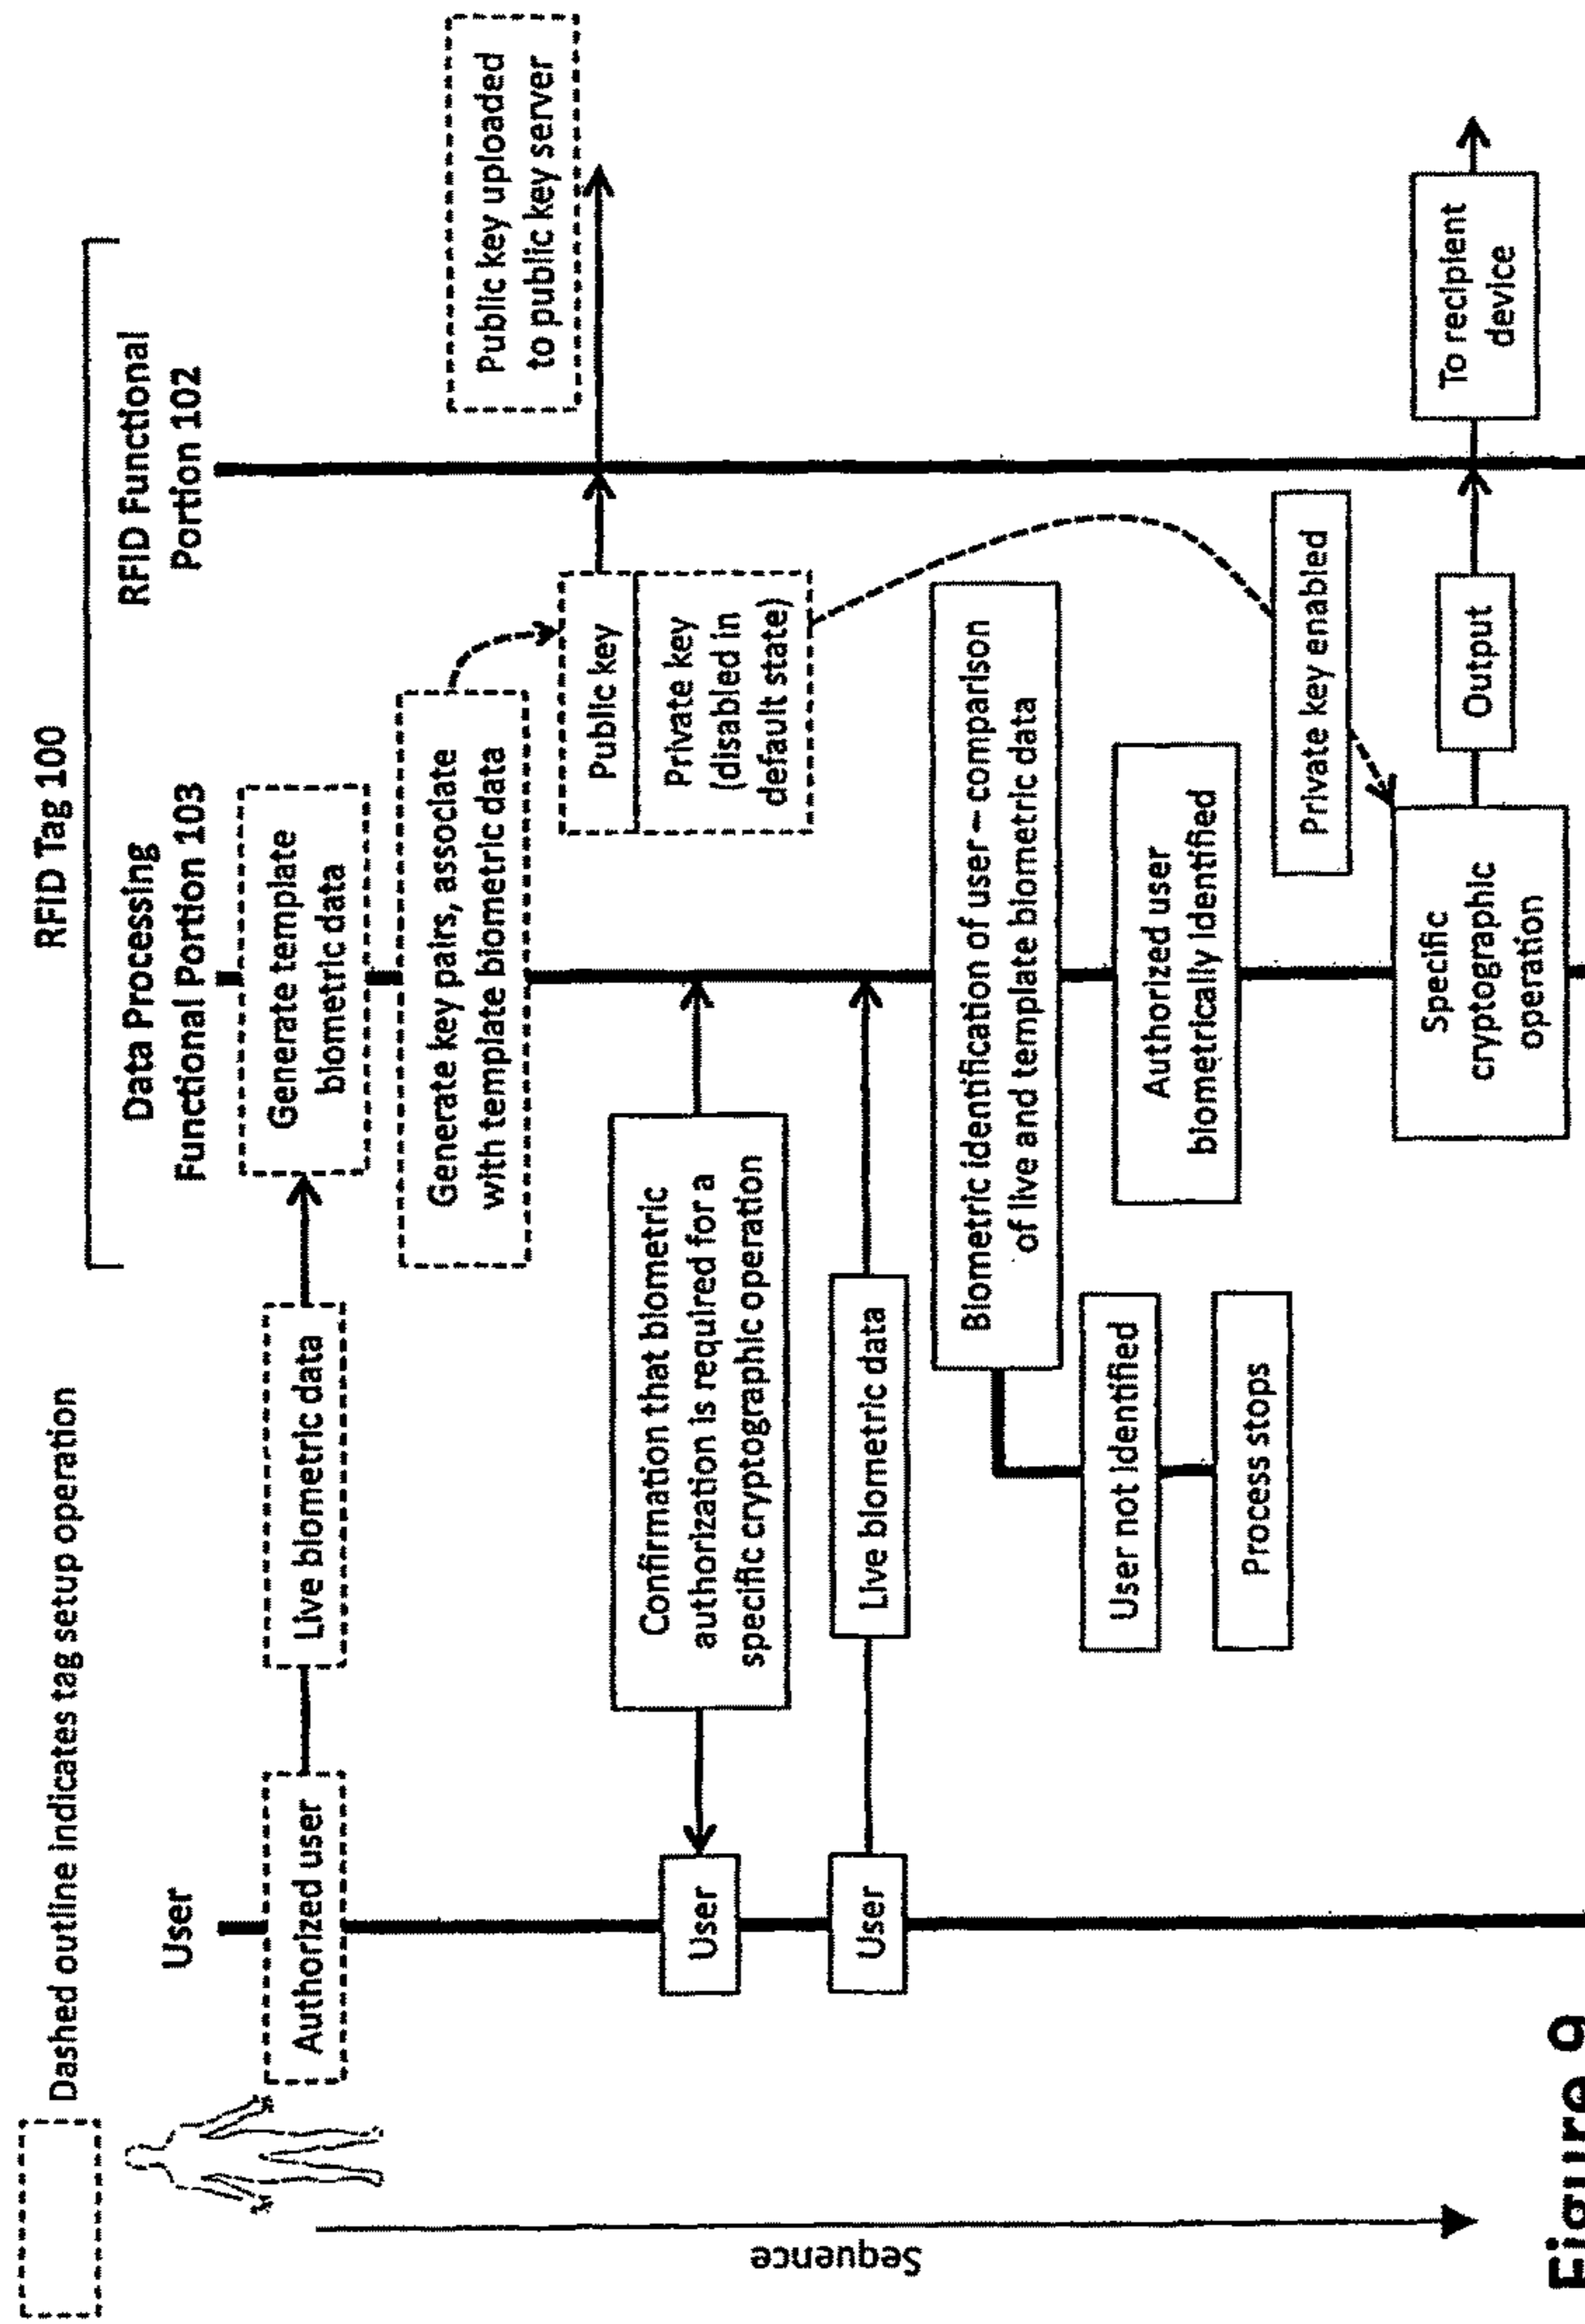 Dashed outline indicates tag setup operation
RFID Tag 100
User
Data Processing
Functional Portion 103
RFID Functional
Portion 102
Authorized user
Live biometric data
Generate template
biometric data
Generate key pairs, associate
with template biometric data
Public key uploaded
to public key server
Public key
Private key
(disabled in
default state)
User
Confirmation that biometric
authorization is required for a
specific cryptographic operation
User
Live biometric data
Biometric identification of user – comparison
of live and template biometric data
User not identified
Authorized user
biometrically identified
Process stops
Private key enabled
Specific
cryptographic
operation
Output
To recipient
device
Sequence
Figure 9